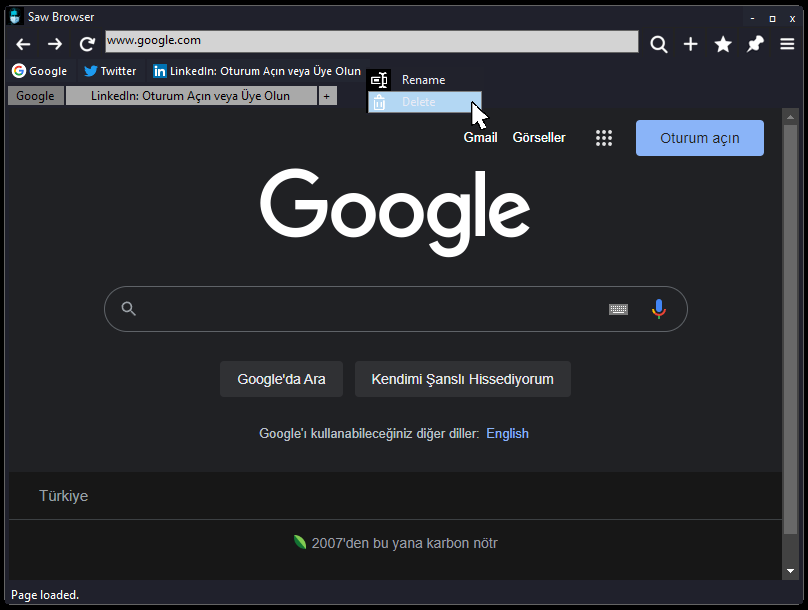 Saw Browser
www.google.com
Google Twitter LinkedIn: Oturum Açın veya Üye Olun
Rename
Google LinkedIn: Oturum Açın veya Üye Olun +
Delete
Gmail Görseller Oturum açın
Google
Google'da Ara Kendimi Şanslı Hissediyorum
Google'ı kullanabileceğiniz diğer diller: English
Türkiye
2007'den bu yana karbon nötr
Page loaded.